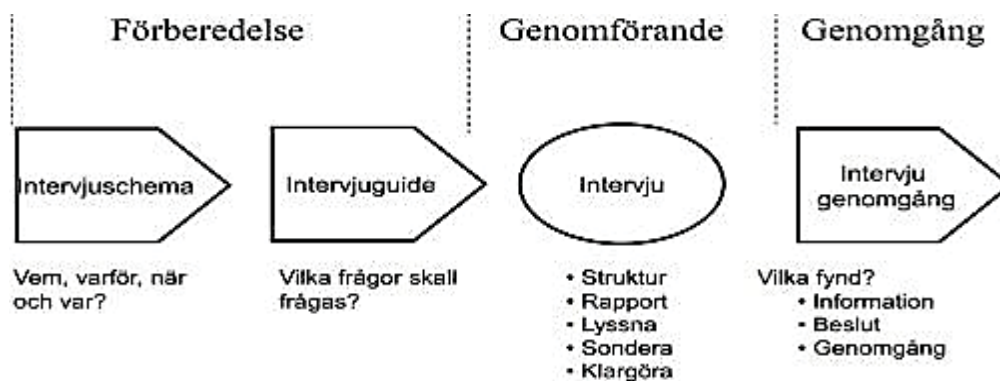 Förberedelse
Genomförande
Genomgång
Intervjuschema
Intervjuguide
Intervju
Intervju
genomgång
Vem, varför, när
och var?
Vilka frågor skall
frågas?
• Struktur
• Rapport
• Lyssna
• Sondera
• Klargöra
Vilka fynd?
• Information
• Beslut
• Genomgång